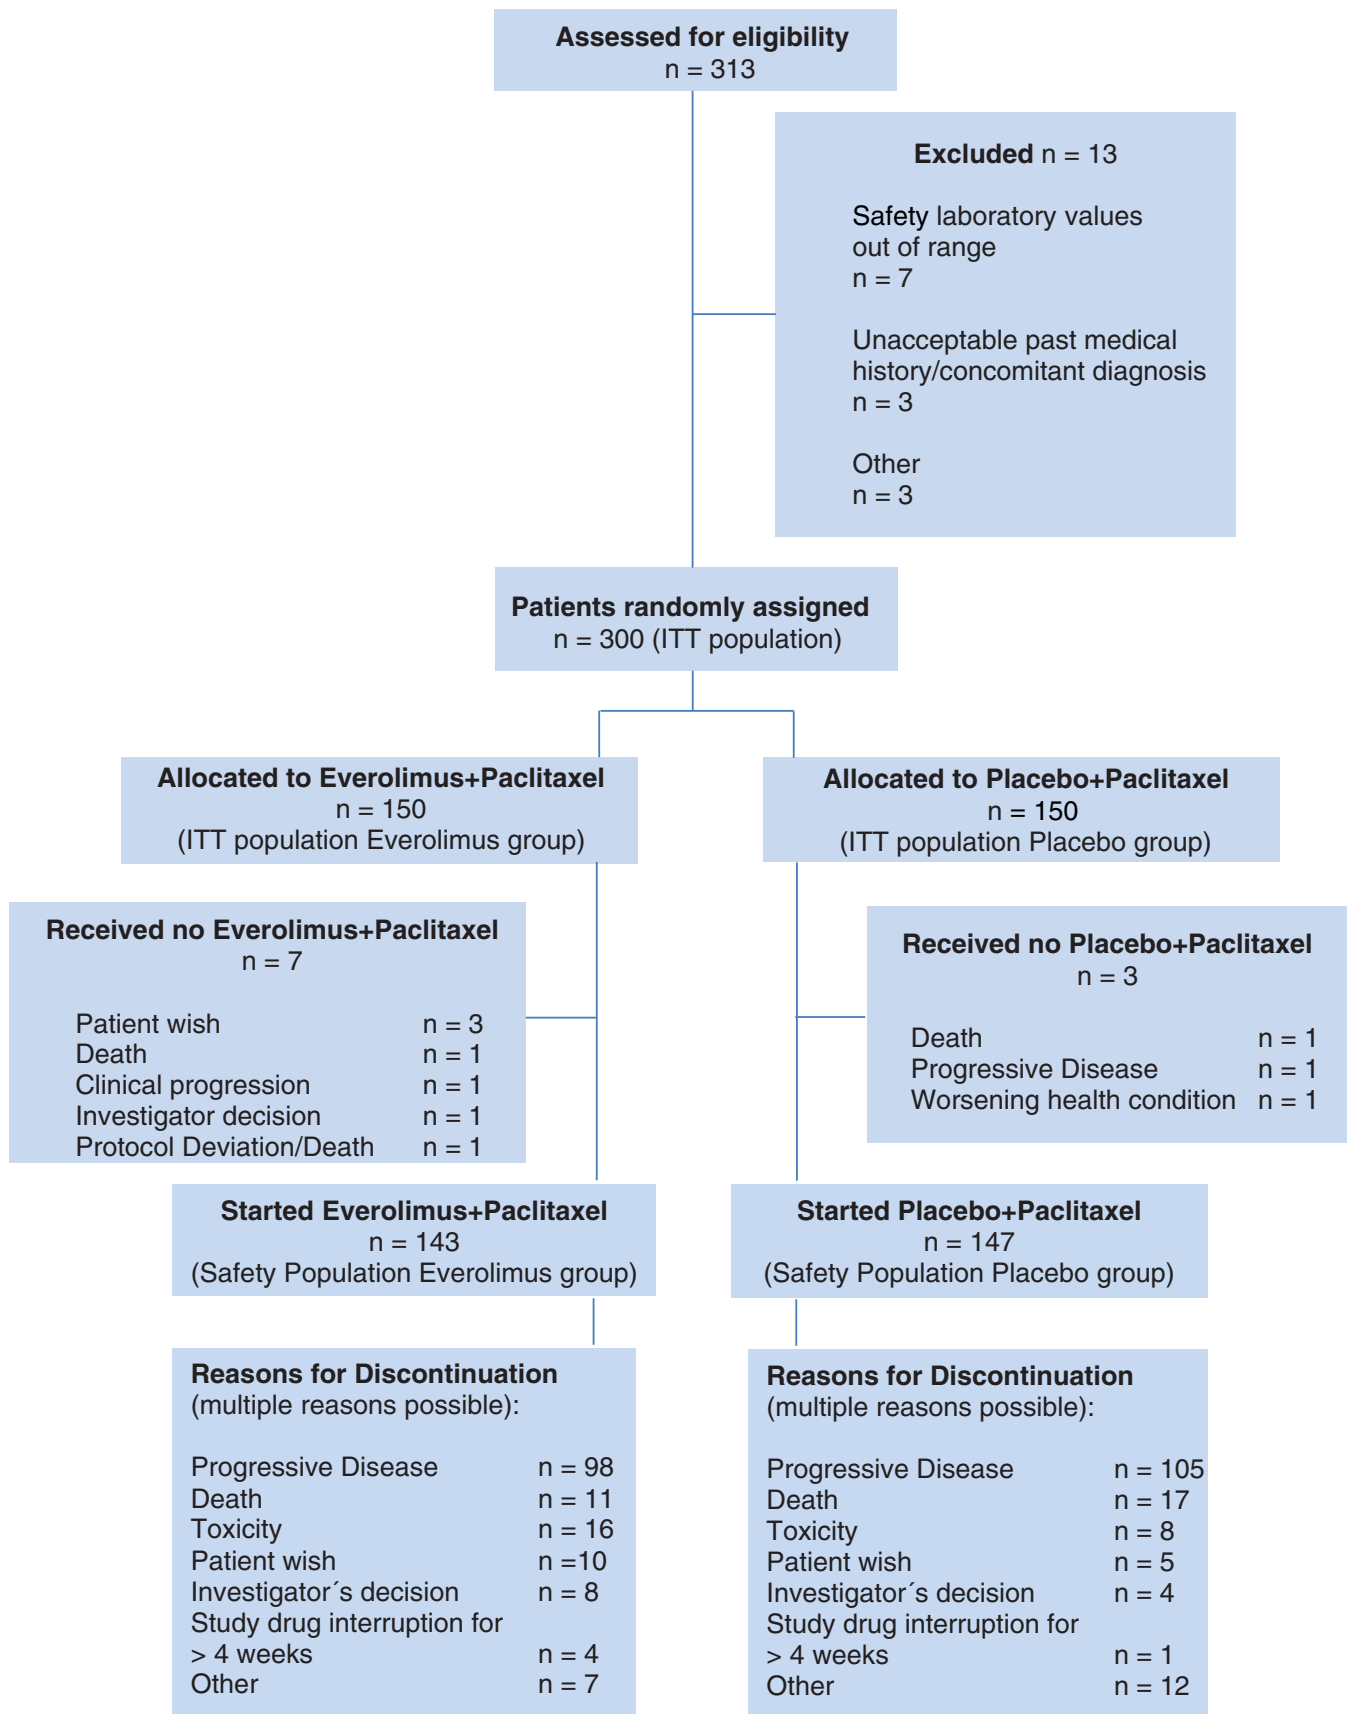 Assessed for eligibility
n = 313
Excluded n = 13
Safety laboratory values
out of range
n = 7
Unacceptable past medical
history/concomitant diagnosis
n = 3
Other
n = 3
Patients randomly assigned
n = 300 (ITT population)
Allocated to Everolimus+Paclitaxel
n = 150
(ITT population Everolimus group)
Allocated to Placebo+Paclitaxel
n = 150
(ITT population Placebo group)
Received no Everolimus+Paclitaxel
n = 7
Patient wish n = 3
Death n = 1
Clinical progression n = 1
Investigator decision n = 1
Protocol Deviation/Death n = 1
Received no Placebo+Paclitaxel
n = 3
Death n = 1
Progressive Disease n = 1
Worsening health condition n = 1
Started Everolimus+Paclitaxel
n = 143
(Safety Population Everolimus group)
Started Placebo+Paclitaxel
n = 147
(Safety Population Placebo group)
Reasons for Discontinuation
(multiple reasons possible):
Progressive Disease n = 98
Death n = 11
Toxicity n = 16
Patient wish n =10
Investigator´s decision n = 8
Study drug interruption for
> 4 weeks n = 4
Other n = 7
Reasons for Discontinuation
(multiple reasons possible):
Progressive Disease n = 105
Death n = 17
Toxicity n = 8
Patient wish n = 5
Investigator´s decision n = 4
Study drug interruption for
> 4 weeks n = 1
Other n = 12